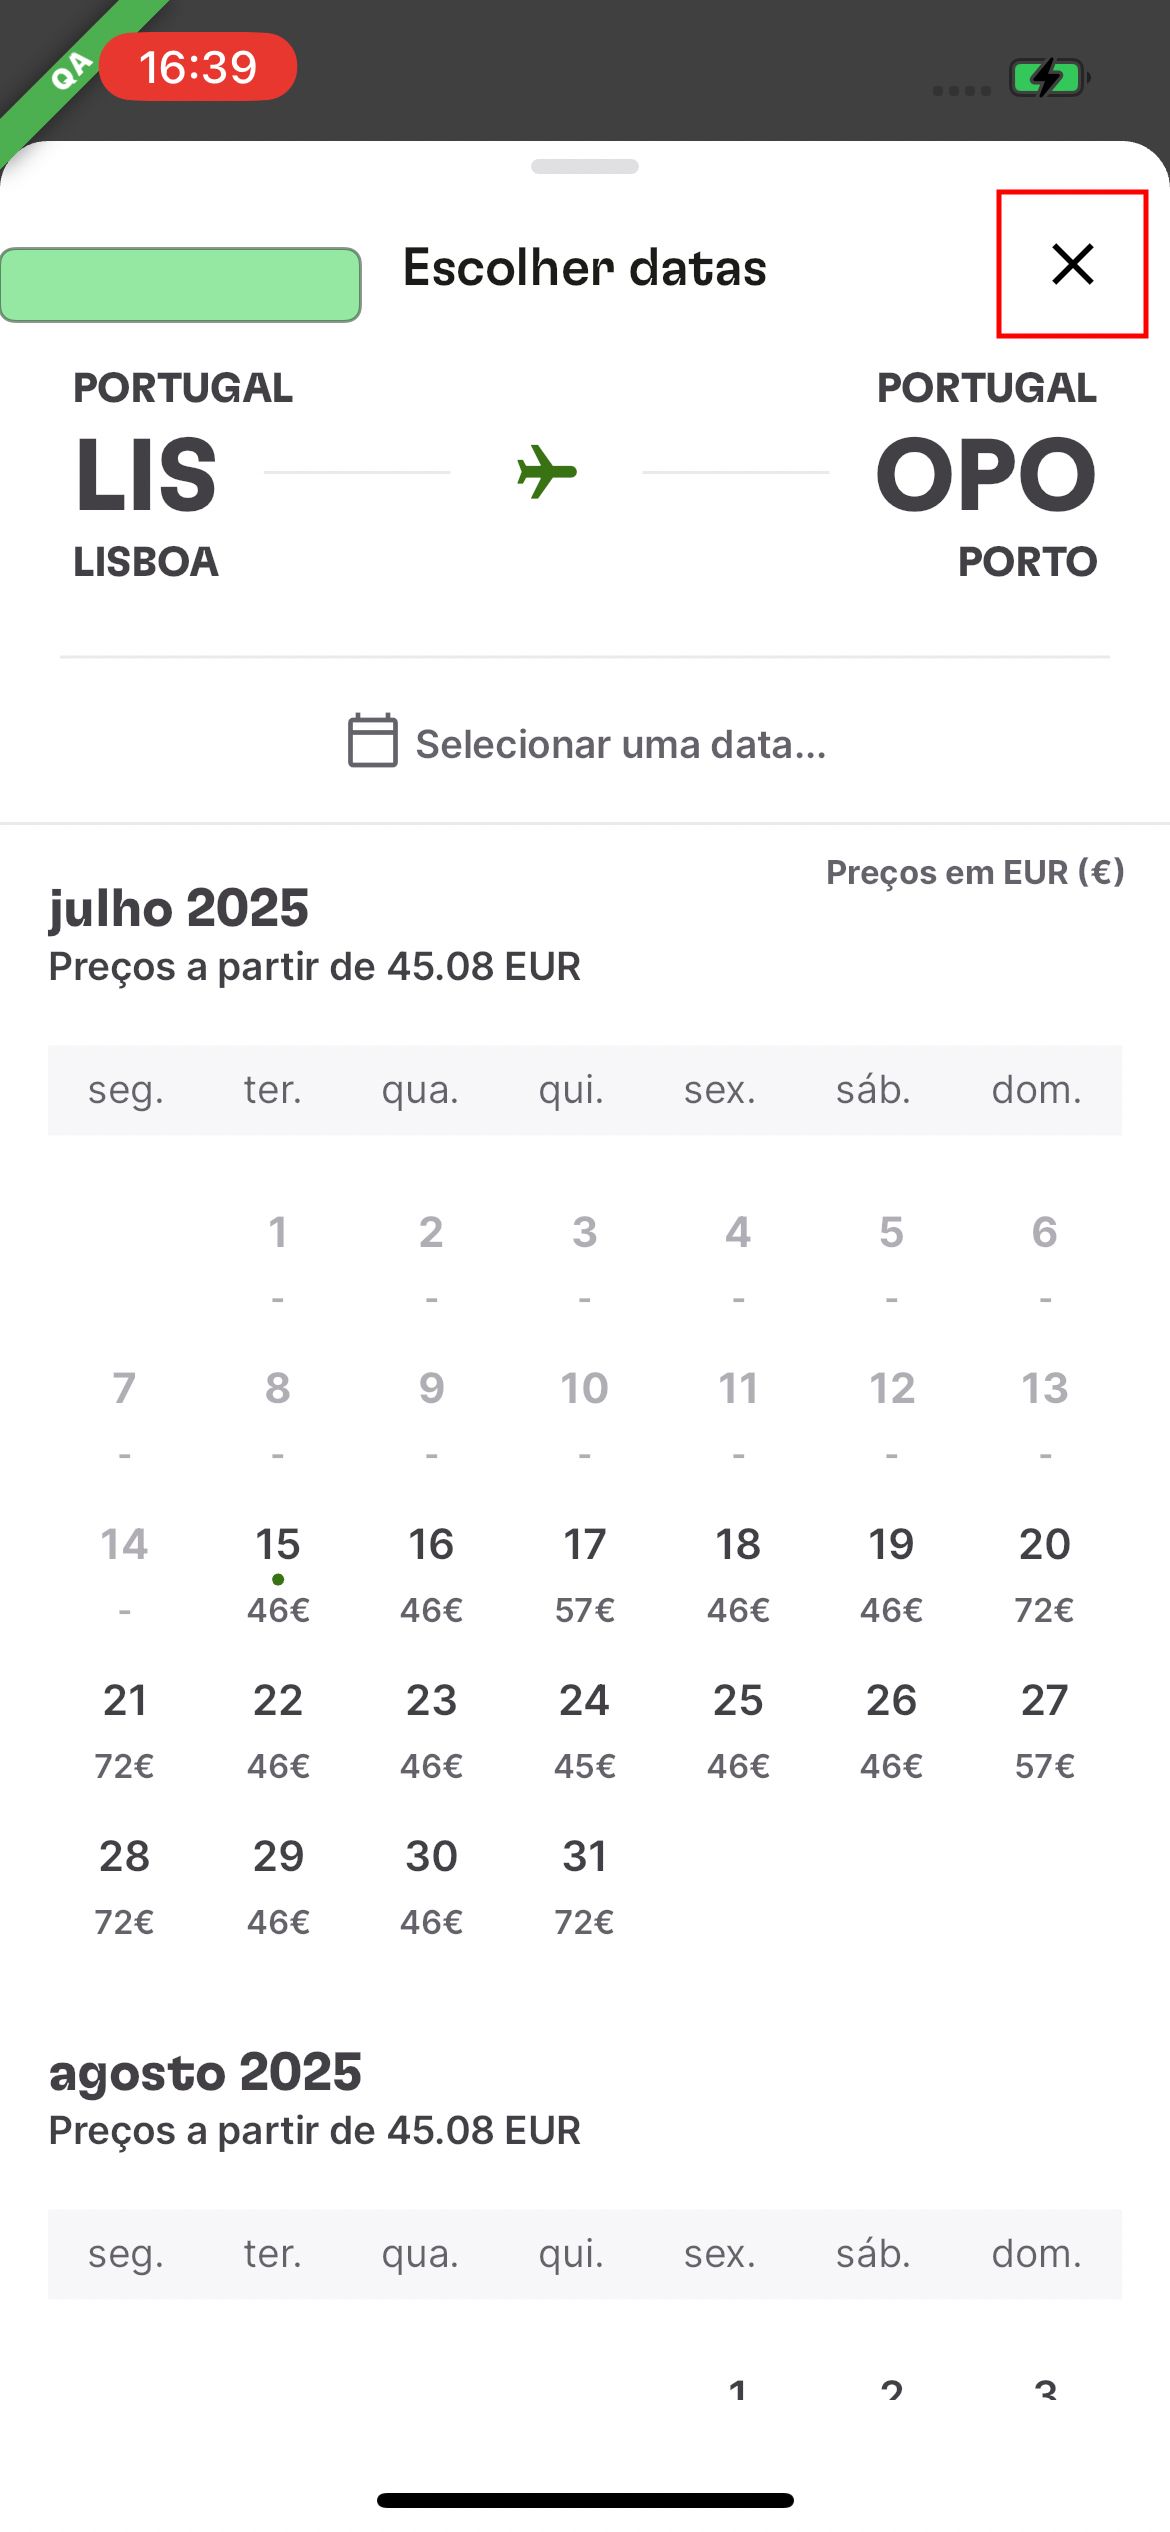 QA
16:39
Escolher datas
PORTUGAL PORTUGAL
LIS OPO
LISBOA PORTO
Selecionar uma data...
Preços em EUR (€)
julho 2025
Preços a partir de 45.08 EUR
seg. ter. qua. qui. sex. sáb. dom.
1 2 3 4 5 6
- - - - - -
7 8 9 10 11 12 13
- - - - - - -
14 15 16 17 18 19 20
- 46€ 46€ 57€ 46€ 46€ 72€
21 22 23 24 25 26 27
72€ 46€ 46€ 45€ 46€ 46€ 57€
28 29 30 31
72€ 46€ 46€ 72€
agosto 2025
Preços a partir de 45.08 EUR
seg. ter. qua. qui. sex. sáb. dom.
1 2 3